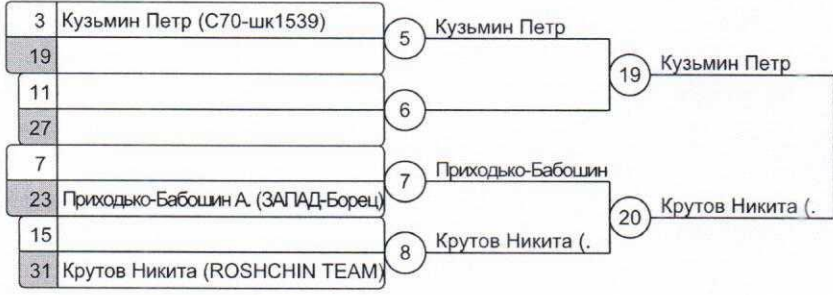 3 Кузьмин Петр (С70-шк1539)
19
5 Кузьмин Петр
11
27
6
19 Кузьмин Петр
7
23 Приходько-Бабошин А. (ЗАПАД-Борец)
7 Приходько-Бабошин
15
31 Крутов Никита (ROSHCHIN TEAM)
8 Крутов Никита (.
20 Крутов Никита (.